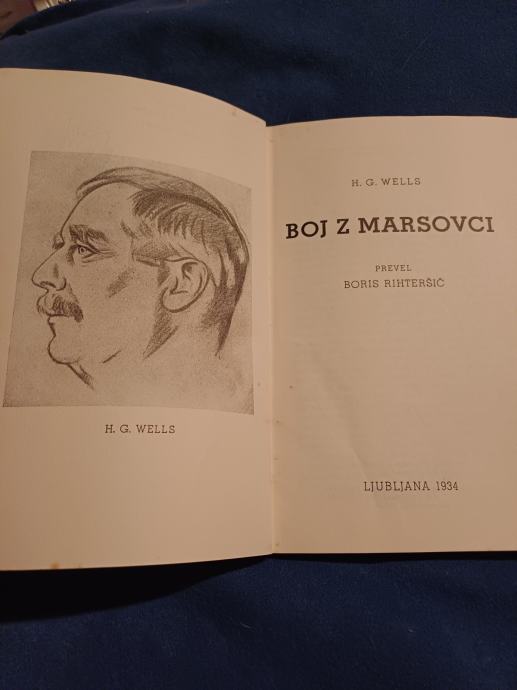 H. G. WELLS
H. G. WELLS
BOJ Z MARSOVCI
PREVEL
BORIS RIHTERŠIČ
LJUBLJANA 1934